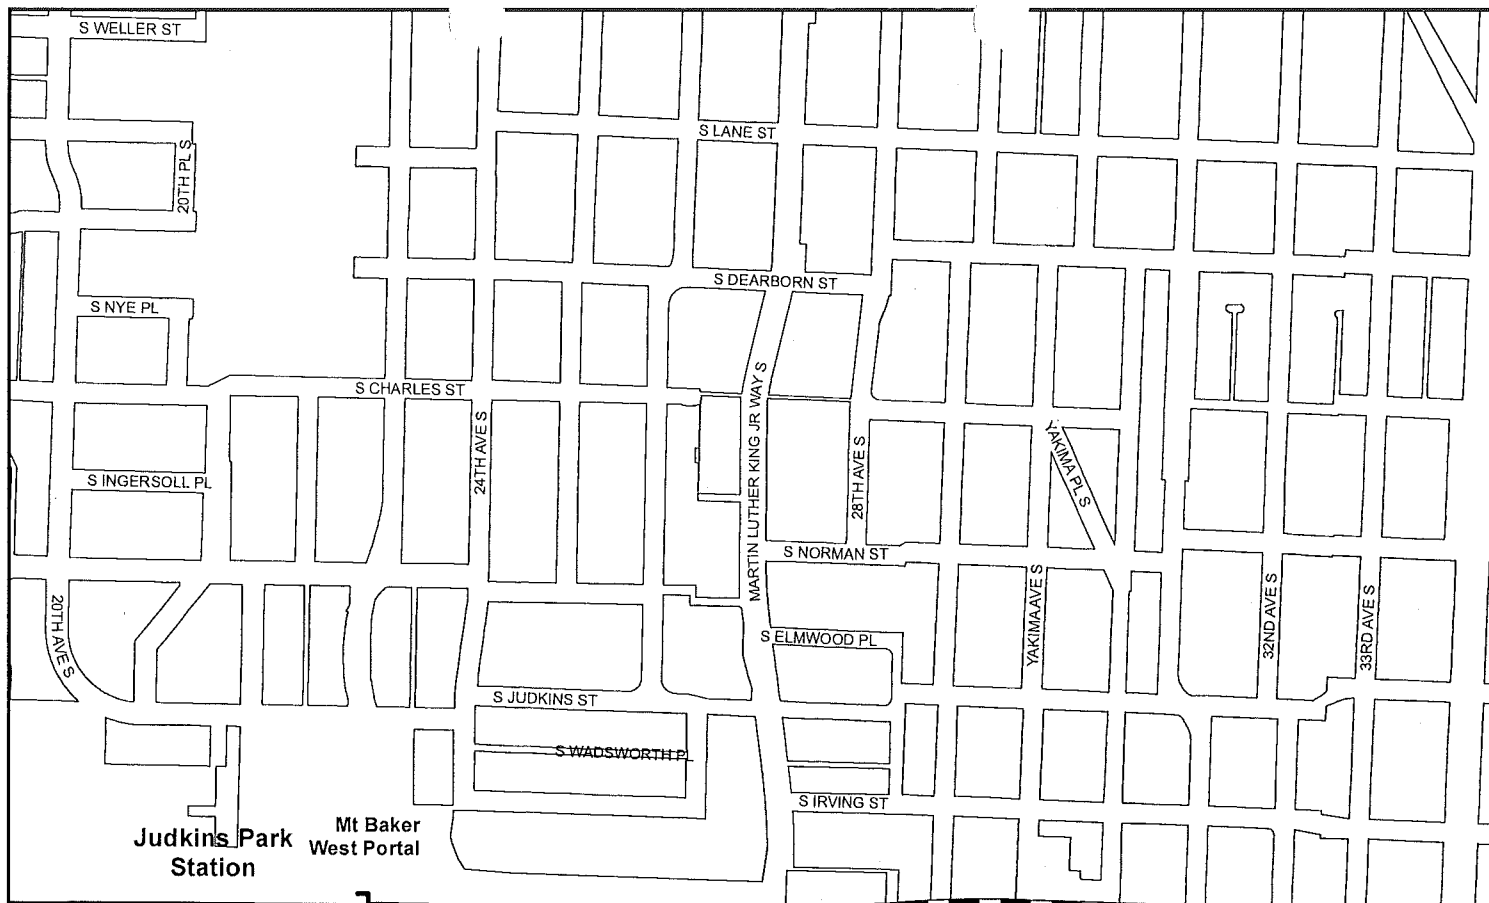 S WELLER ST
S LANE ST
20TH PL S
S DEARBORN ST
S NYE PL
S CHARLES ST
MARTIN LUTHER KING JR WAY S
24TH AVE S
28TH AVE S
YAKIMA PL S
S INGERSOLL PL
S NORMAN ST
20TH AVE S
YAKIMA AVE S
32ND AVE S
33RD AVE S
S ELMWOOD PL
S JUDKINS ST
S WADSWORTH PL
S IRVING ST
Judkins Park
Station
Mt Baker
West Portal